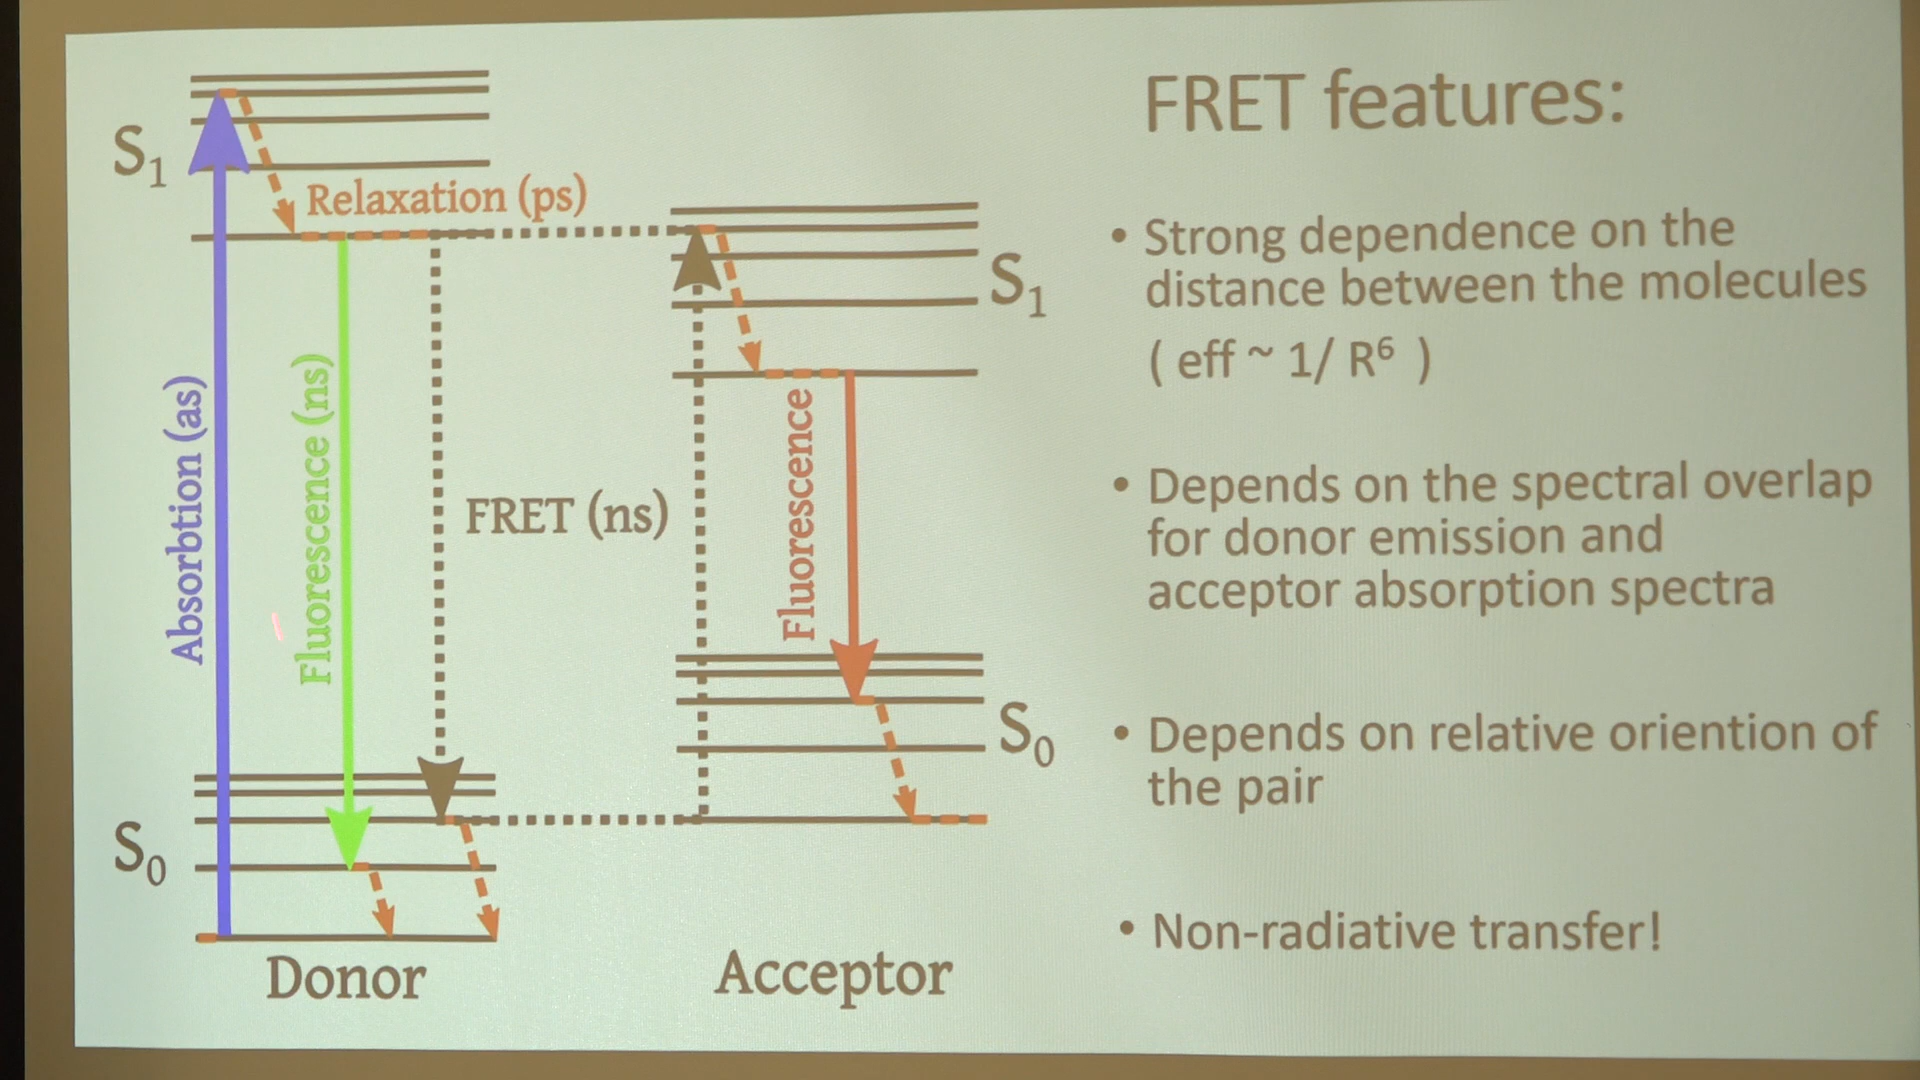 FRET features:
S1
Relaxation (ps)
S1
Absorbtion (as)
Fluorescence (ns)
FRET (ns)
Fluorescence
S0
S0
Donor
Acceptor
• Strong dependence on the
distance between the molecules
( eff ~ 1/ R⁶ )
• Depends on the spectral overlap
for donor emission and
acceptor absorption spectra
• Depends on relative oriention of
the pair
• Non-radiative transfer!